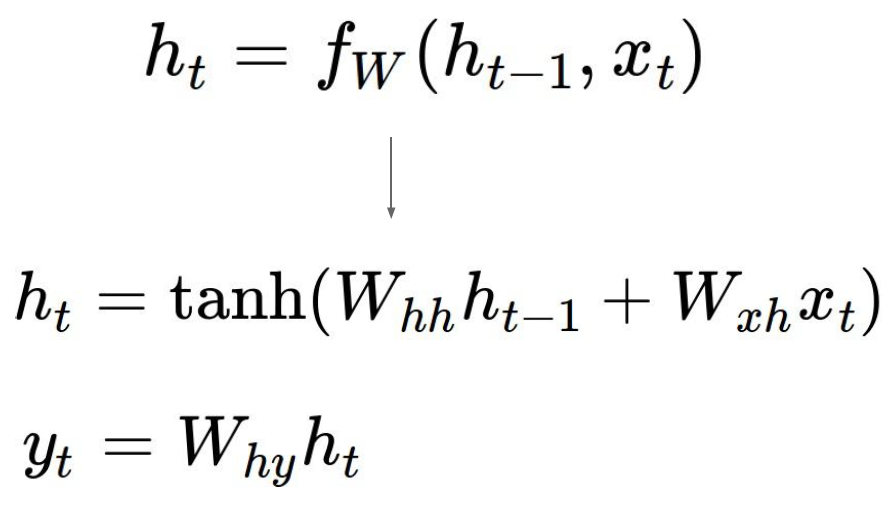 h_t = f_W(h_{t-1}, x_t)
h_t = tanh(W_{hh}h_{t-1} + W_{xh}x_t)
y_t = W_{hy}h_t